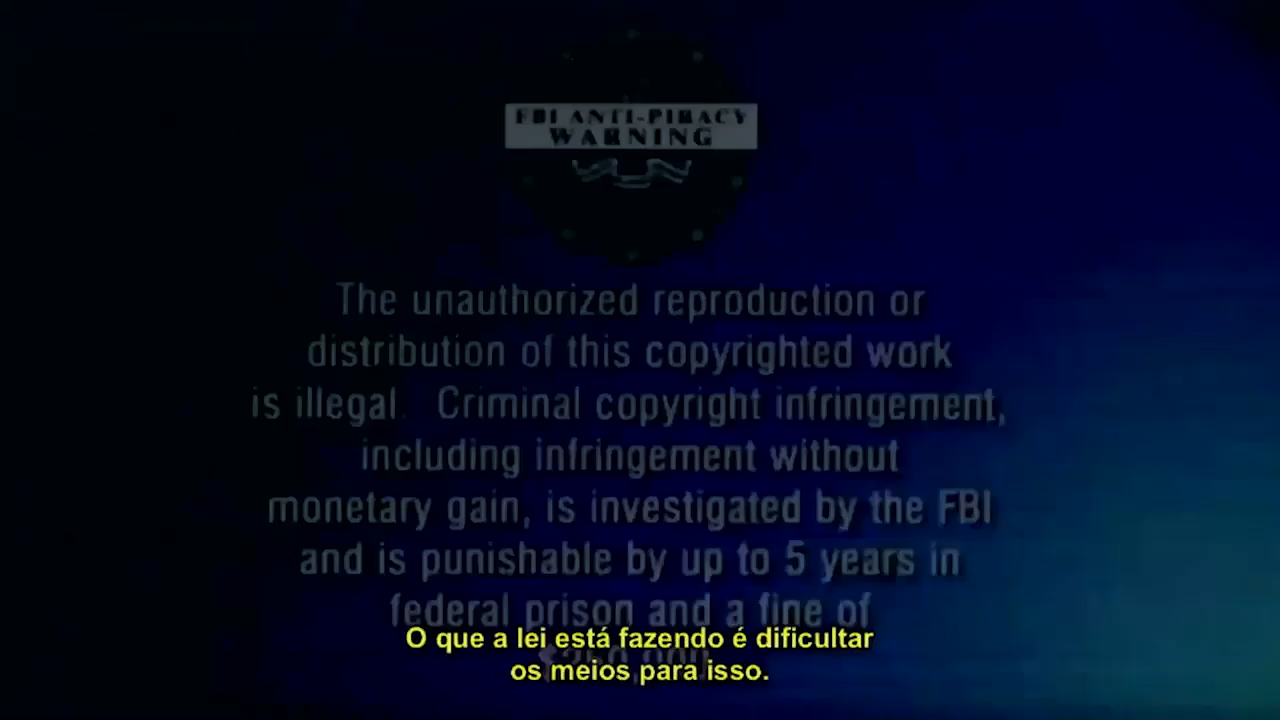 FBI ANTI-PIRACY
WARNING
The unauthorized reproduction or
distribution of this copyrighted work
is illegal. Criminal copyright infringement,
including infringement without
monetary gain, is investigated by the FBI
and is punishable by up to 5 years in
federal prison and a fine of
O que a lei está fazendo é dificultar
os meios para isso.